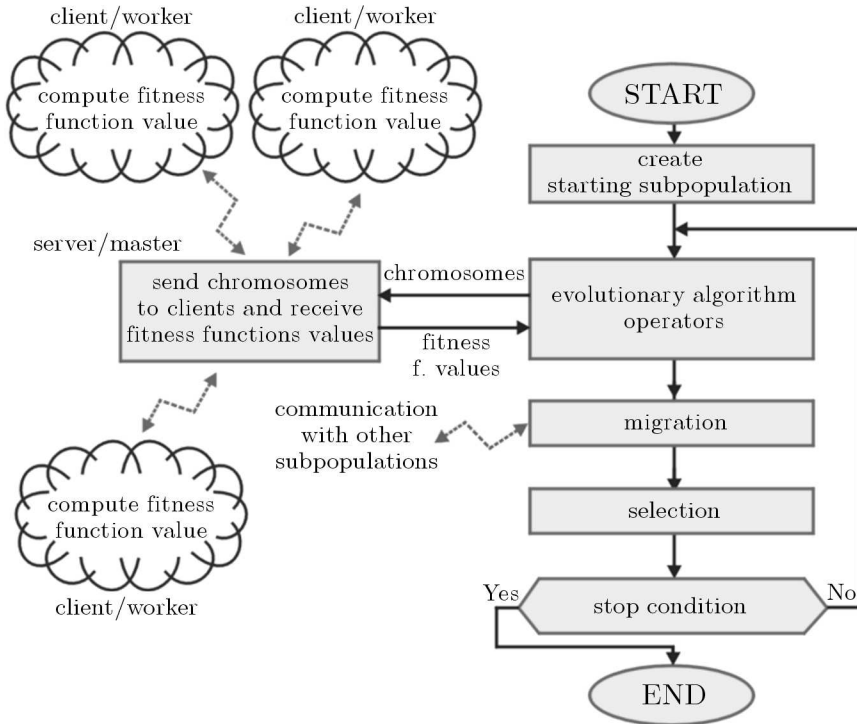 client/worker
compute fitness
function value
client/worker
compute fitness
function value
server/master
send chromosomes
to clients and receive
fitness functions values
chromosomes
fitness
f. values
communication
with other
subpopulations
compute fitness
function value
client/worker
START
create
starting subpopulation
evolutionary algorithm
operators
migration
selection
Yes
stop condition
No
END